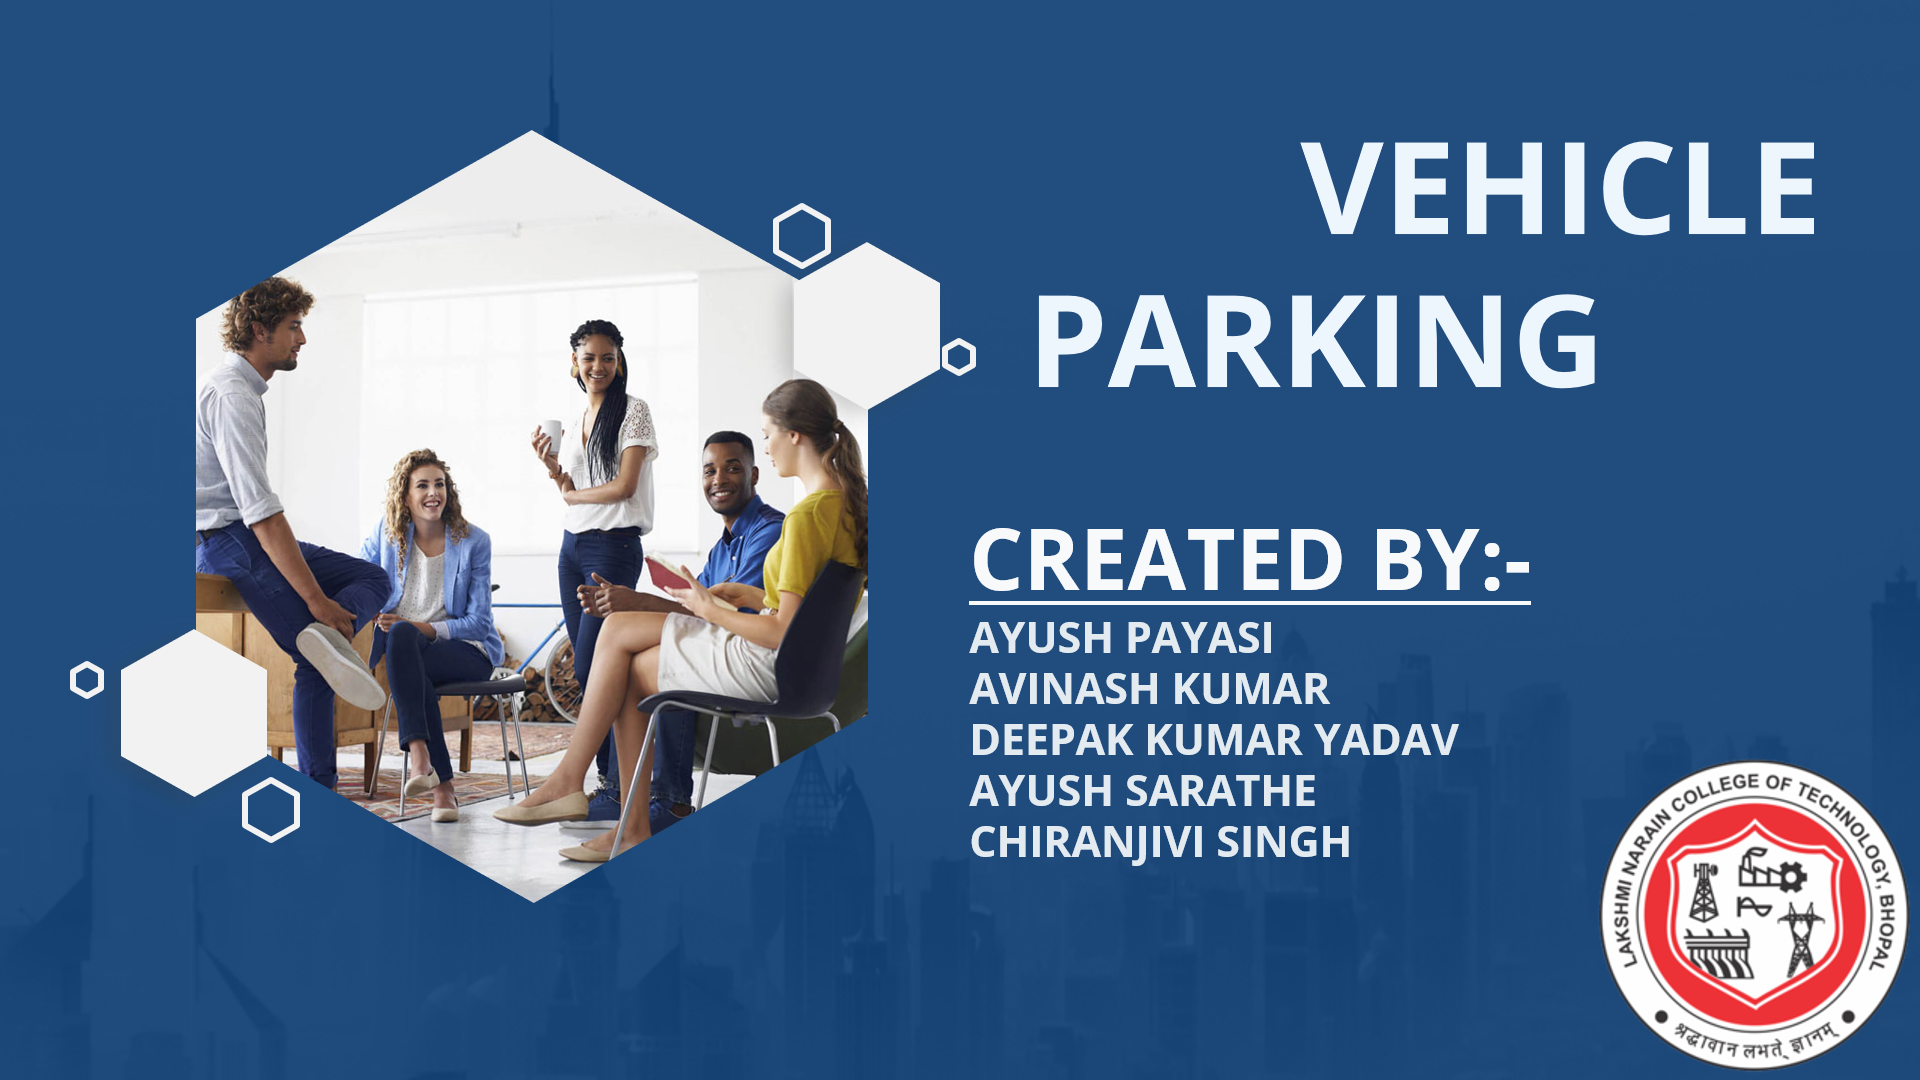 VEHICLE
PARKING
CREATED BY:-
AYUSH PAYASI
AVINASH KUMAR
DEEPAK KUMAR YADAV
AYUSH SARATHE
CHIRANJIVI SINGH
LAKSHMI NARAIN COLLEGE OF TECHNOLOGY, BHOPAL
श्रद्धावान लभते ज्ञानम्